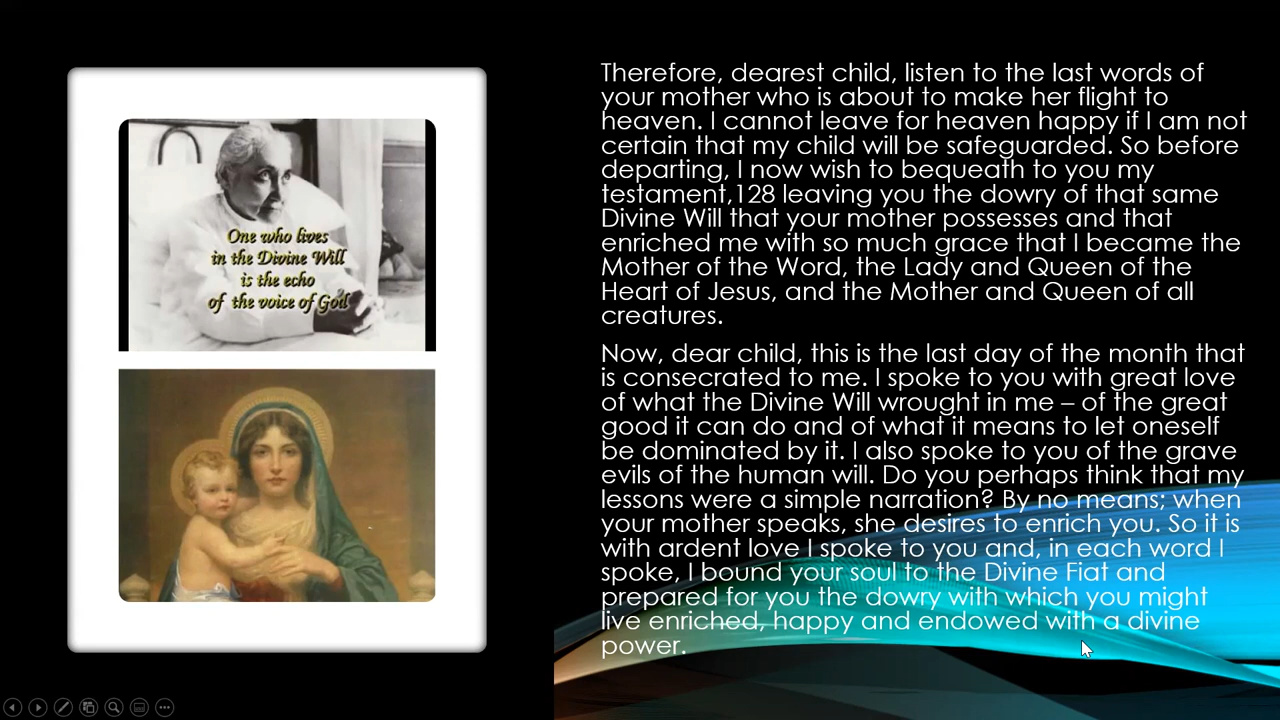 One who lives
in the Divine Will
is the echo
of the voice of God
Therefore, dearest child, listen to the last words of
your mother who is about to make her flight to
heaven. I cannot leave for heaven happy if I am not
certain that my child will be safeguarded. So before
departing, I now wish to bequeath to you my
testament,128 leaving you the dowry of that same
Divine Will that your mother possesses and that
enriched me with so much grace that I became the
Mother of the Word, the Lady and Queen of the
Heart of Jesus, and the Mother and Queen of all
creatures.
Now, dear child, this is the last day of the month that
is consecrated to me. I spoke to you with great love
of what the Divine Will wrought in me – of the great
good it can do and of what it means to let oneself
be dominated by it. I also spoke to you of the grave
evils of the human will. Do you perhaps think that my
lessons were a simple narration? By no means; when
your mother speaks, she desires to enrich you. So it is
with ardent love I spoke to you and, in each word I
spoke, I bound your soul to the Divine Fiat and
prepared for you the dowry with which you might
live enriched, happy and endowed with a divine
power.